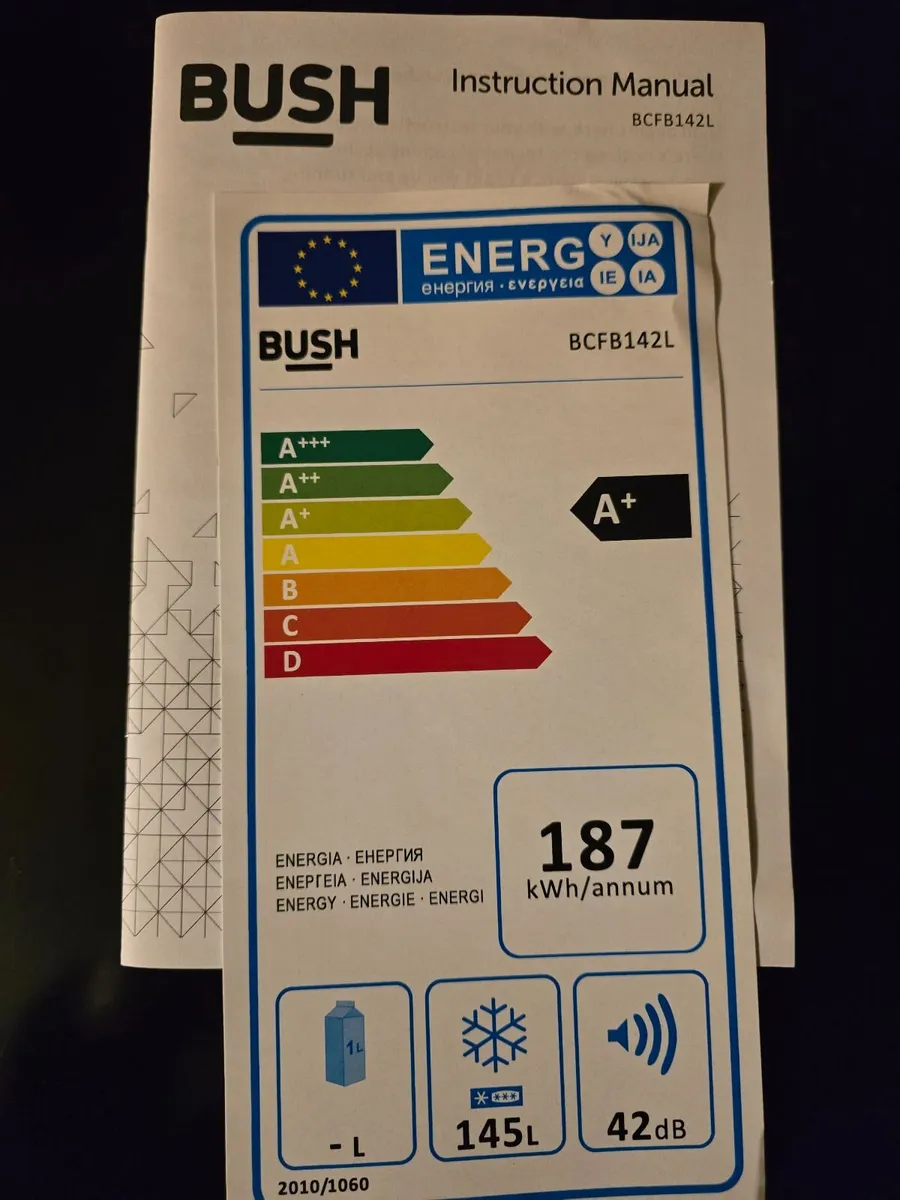 BUSH
Instruction Manual
BCFB142L
ENERG Y IJA
енергия · ενεργεια IE IA
BUSH BCFB142L
A+++
A++
A+
A+
A
B
C
D
187
kWh/annum
ENERGIA · ЕНЕРГИЯ
ΕΝΕΡΓΕΙΑ · ENERGIJA
ENERGY · ENERGIE · ENERGI
1L
- L
145L
42dB
2010/1060